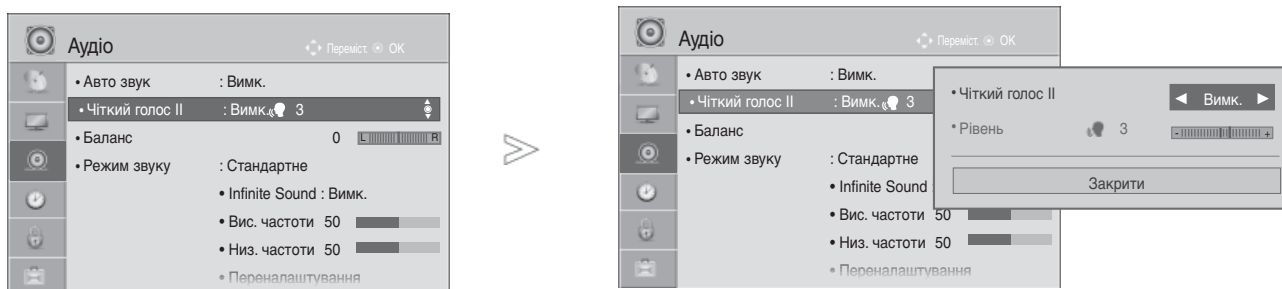 Аудіо
Переміст. OK
• Авто звук : Вимк.
• Чіткий голос II : Вимк. 3
• Баланс 0 L R
• Режим звуку : Стандартне
• Infinite Sound : Вимк.
• Вис. частоти 50
• Низ. частоти 50
• Переналаштування
Аудіо
Переміст. OK
• Авто звук : Вимк.
• Чіткий голос II : Вимк. 3
• Баланс
• Режим звуку : Стандартне
• Infinite Sound :
• Вис. частоти 50
• Низ. частоти 50
• Переналаштування
• Чіткий голос II ◄ Вимк. ►
• Рівень 3 - +
Закрити